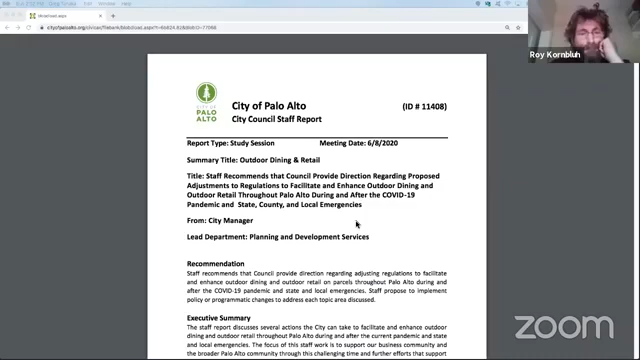 cityofpaloalto.org/civicax/filebank/blobdload.aspx?
Roy Kornbluh
CITY OF
PALO
ALTO
City of Palo Alto
(ID # 11408)
City Council Staff Report
Report Type: Study Session
Meeting Date: 6/8/2020
Summary Title: Outdoor Dining & Retail
Title: Staff Recommends that Council Provide Direction Regarding Proposed
Adjustments to Regulations to Facilitate and Enhance Outdoor Dining and
Outdoor Retail Throughout Palo Alto During and After the COVID-19
Pandemic and State, County, and Local Emergencies
From: City Manager
Lead Department: Planning and Development Services
Recommendation
Staff recommends that Council provide direction regarding adjusting regulations to facilitate
and enhance outdoor dining and outdoor retail on parcels throughout Palo Alto during and
after the COVID-19 pandemic and state and local emergencies. Staff propose to implement
policy or programmatic changes to address each topic area discussed.
Executive Summary
The staff report discusses several actions the City can take to facilitate and enhance outdoor
dining and outdoor retail throughout Palo Alto during and after the current pandemic and state
and local emergencies. The focus of this staff work is to support our business community and
the broader Palo Alto community through this challenging time and further efforts that support
zoom